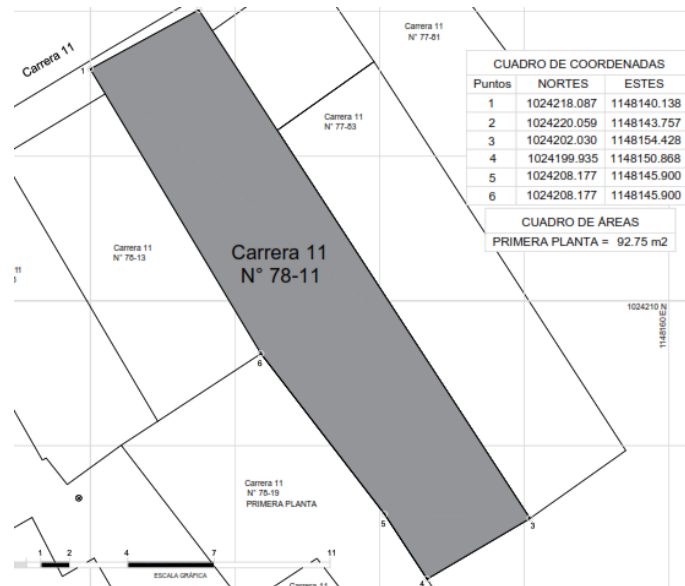 Carrera 11
Carrera 11
N° 77-81
Carrera 11
N° 77-83
1
CUADRO DE COORDENADAS
Puntos NORTES ESTES
1 1024218.087 1148140.138
2 1024220.059 1148143.757
3 1024202.030 1148154.428
4 1024199.935 1148150.868
5 1024208.177 1148145.900
6 1024208.177 1148145.900
CUADRO DE ÁREAS
PRIMERA PLANTA = 92.75 m2
Carrera 11
N° 78-13
Carrera 11
N° 78-11
11
1024210 N
1148160 E
6
Carrera 11
N° 78-19
PRIMERA PLANTA
5
3
1 2 4 7 11
ESCALA GRÁFICA
4
Carrera 11